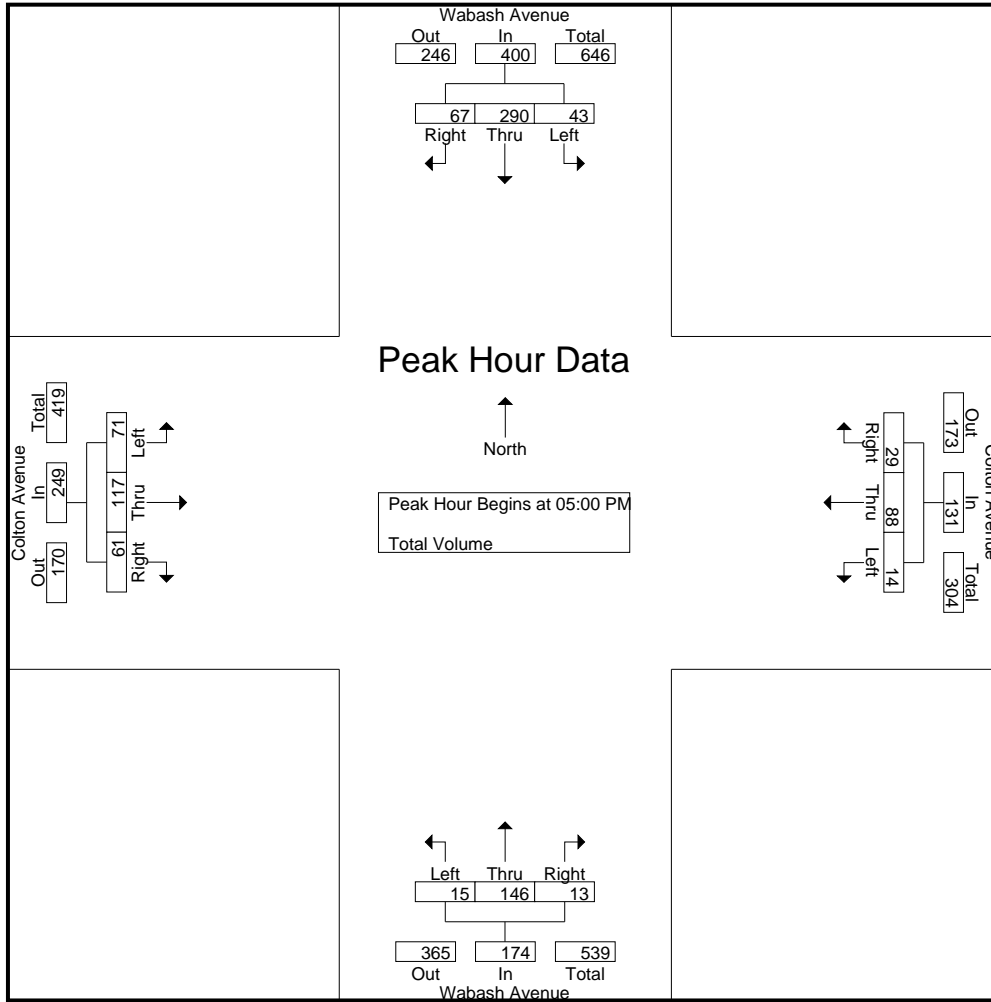 Wabash Avenue
Out In Total
246 400 646
67 290 43
Right Thru Left
Peak Hour Data
North
Peak Hour Begins at 05:00 PM
Total Volume
Colton Avenue
Total In Out
419 249 170
71 117 61
Left Thru Right
Colton Avenue
Out In Total
173 131 304
29 88 14
Right Thru Left
Left Thru Right
15 146 13
365 174 539
Out In Total
Wabash Avenue